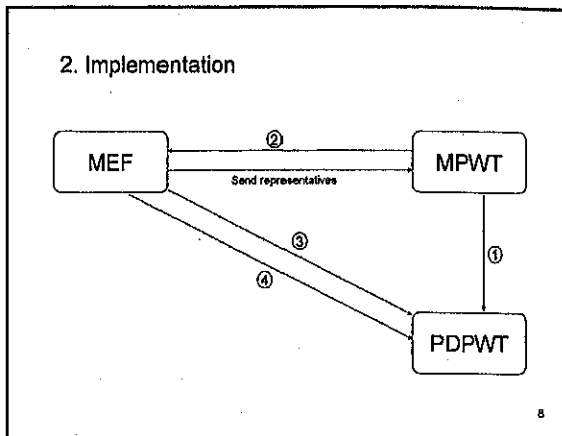 2. Implementation
②
MEF
MPWT
Send representatives
③
①
④
PDPWT
8